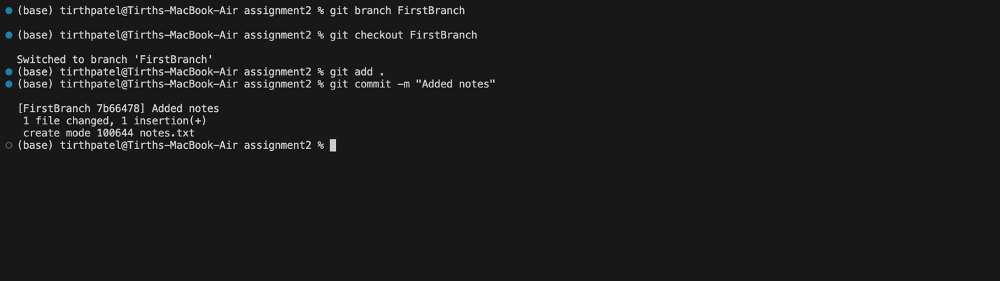 (base) tirthpatel@Tirths-MacBook-Air assignment2 % git branch FirstBranch
(base) tirthpatel@Tirths-MacBook-Air assignment2 % git checkout FirstBranch
Switched to branch 'FirstBranch'
(base) tirthpatel@Tirths-MacBook-Air assignment2 % git add .
(base) tirthpatel@Tirths-MacBook-Air assignment2 % git commit -m "Added notes"
[FirstBranch 7b66478] Added notes
1 file changed, 1 insertion(+)
create mode 100644 notes.txt
(base) tirthpatel@Tirths-MacBook-Air assignment2 %